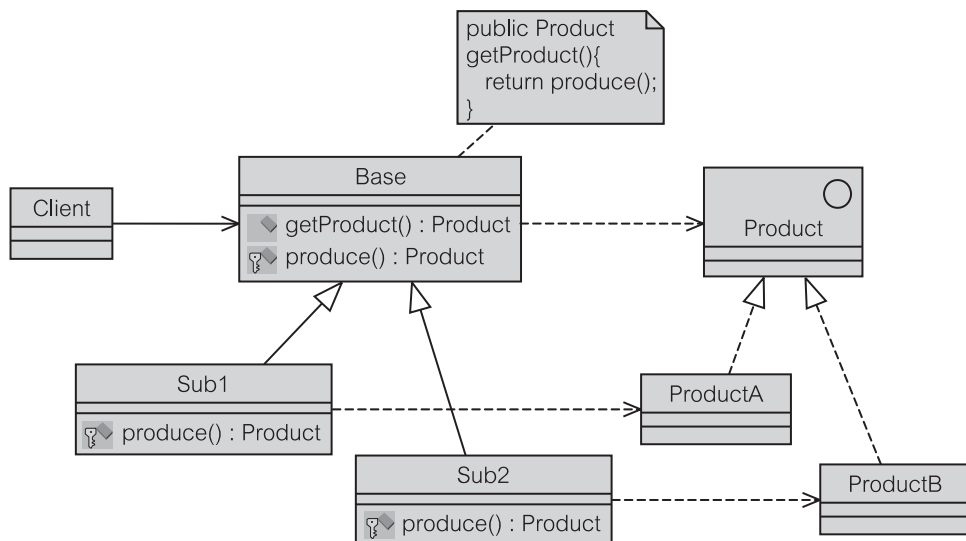 public Product
getProduct(){
return produce();
}
Base
Client
getProduct() : Product
produce() : Product
Product
Sub1
produce() : Product
ProductA
Sub2
produce() : Product
ProductB